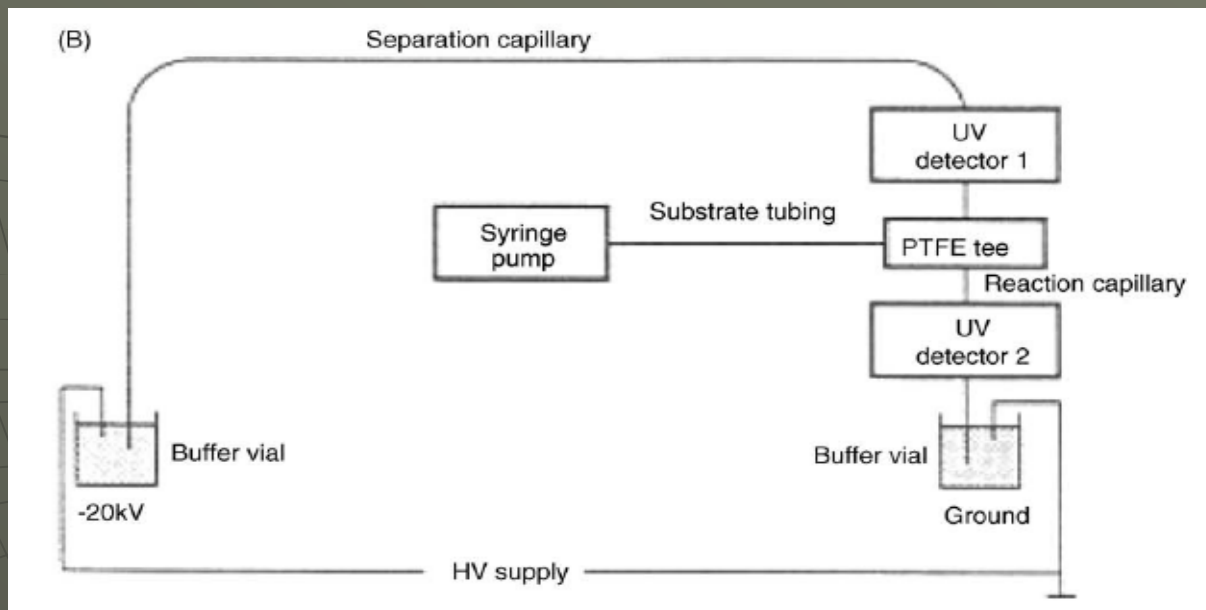 (B)
Separation capillary
UV
detector 1
Substrate tubing
Syringe
pump
PTFE tee
Reaction capillary
UV
detector 2
Buffer vial
Buffer vial
-20kV
Ground
HV supply